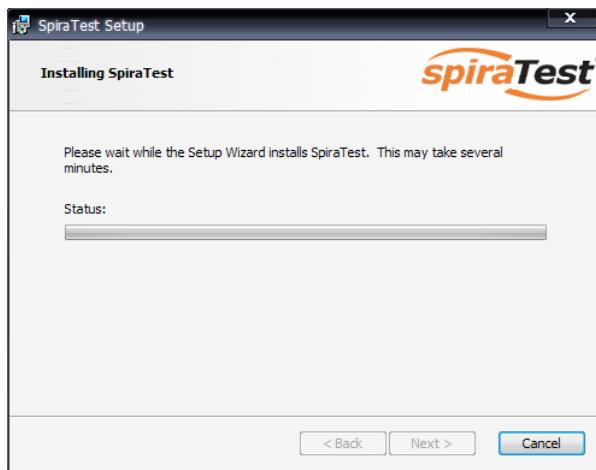 SpiraTest Setup
X
Installing SpiraTest
spiraTest
Please wait while the Setup Wizard installs SpiraTest. This may take several
minutes.
Status:
< Back
Next >
Cancel